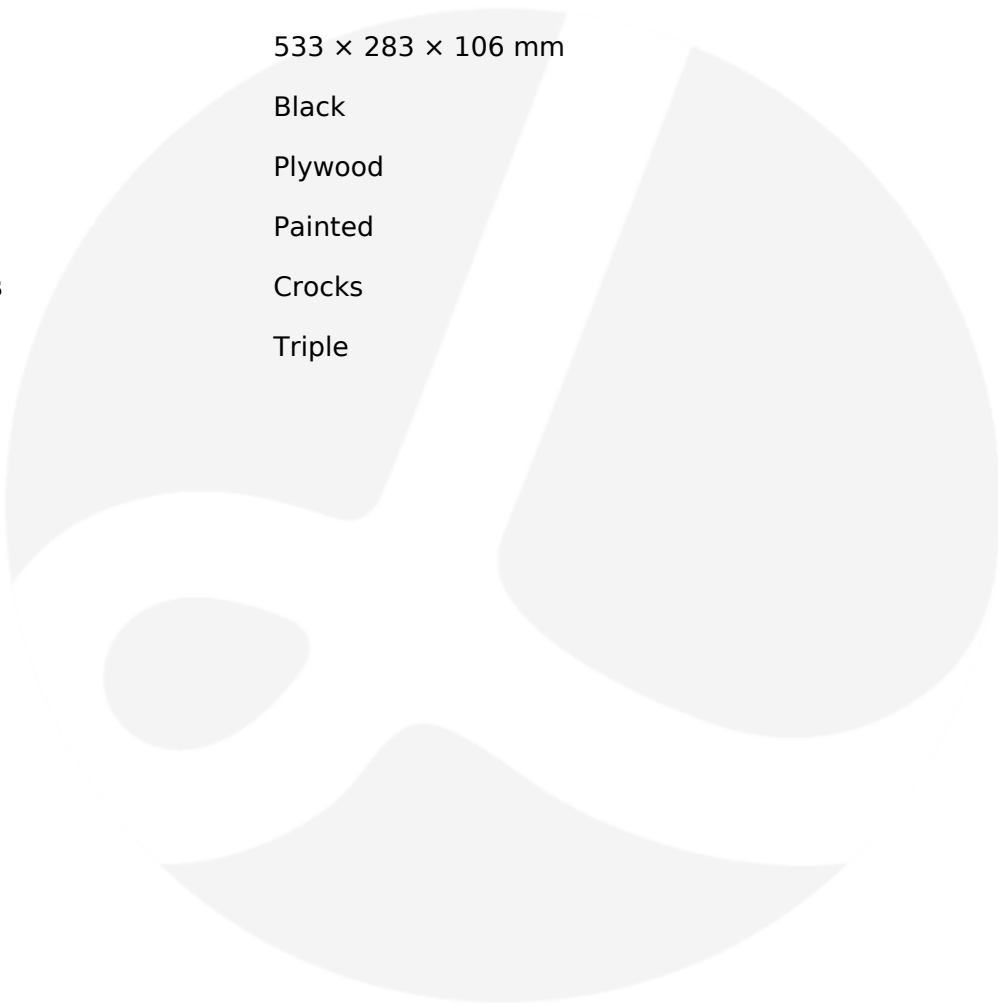 533 × 283 × 106 mm
Black
Plywood
Painted
Crocks
Triple